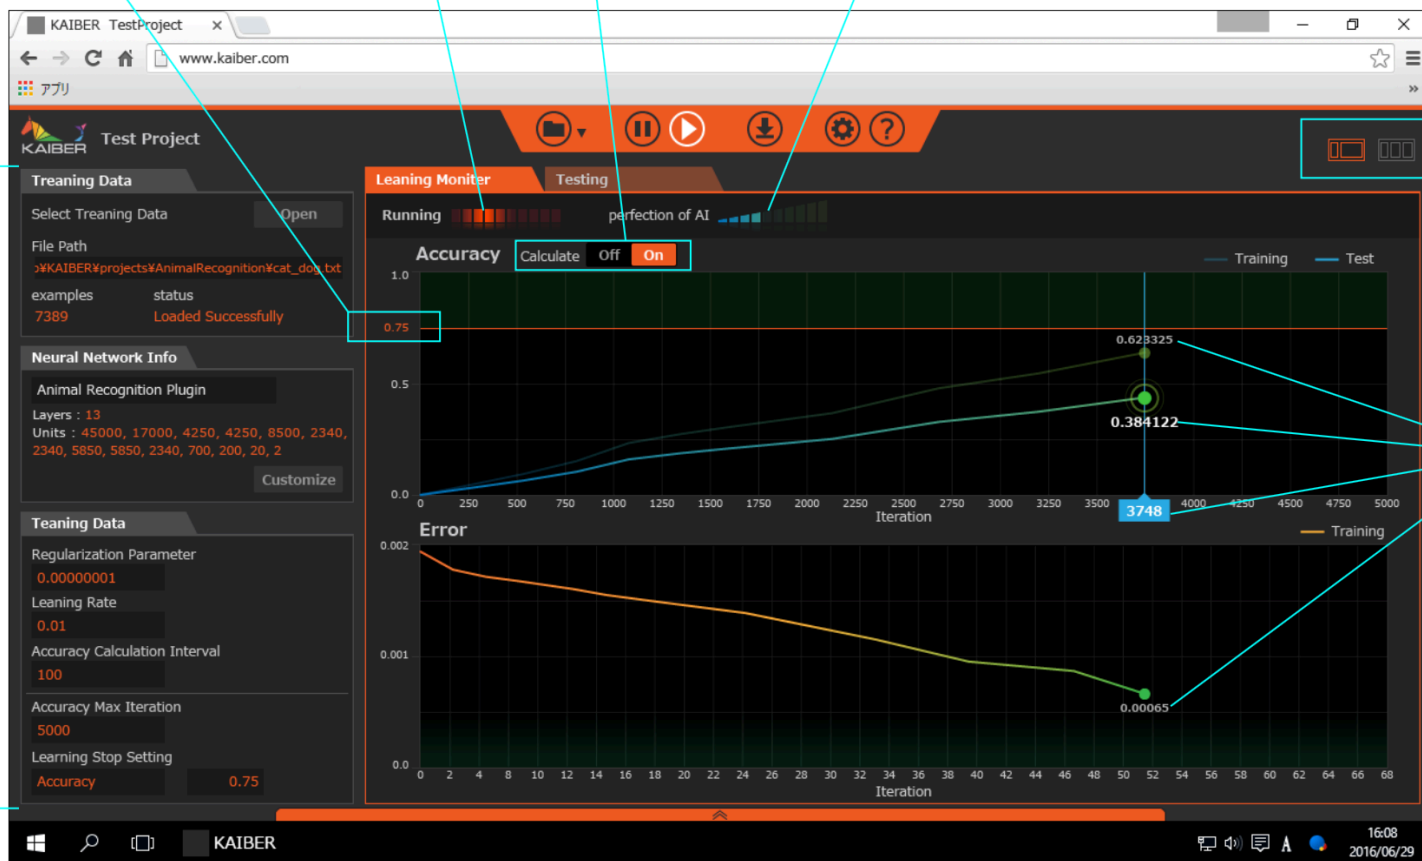 KAIBER TestProject
www.kaiber.com
アプリ
KAIBER
Test Project
Treaning Data
Select Treaning Data
Open
File Path
¥KAIBER¥projects¥AnimalRecognition¥cat_dog.txt
examples status
7389 Loaded Successfully
Neural Network Info
Animal Recognition Plugin
Layers : 13
Units : 45000, 17000, 4250, 4250, 8500, 2340,
2340, 5850, 5850, 2340, 700, 200, 20, 2
Customize
Teaning Data
Regularization Parameter
0.00000001
Leaning Rate
0.01
Accuracy Calculation Interval
100
Accuracy Max Iteration
5000
Learning Stop Setting
Accuracy 0.75
Leaning Moniter
Testing
Running
perfection of AI
Accuracy
Calculate Off On
Training Test
1.0
0.75
0.623325
0.5
0.384122
0.0
0 250 500 750 1000 1250 1500 1750 2000 2250 2500 2750 3000 3250 3500 3748 4000 4250 4500 4750 5000
Iteration
Error
Training
0.002
0.001
0.00065
0.0
0 2 4 8 10 12 14 16 18 20 22 24 26 28 30 32 34 36 38 40 42 44 46 48 50 52 54 56 58 60 62 64 66 68
Iteration
KAIBER
A
16:08
2016/06/29